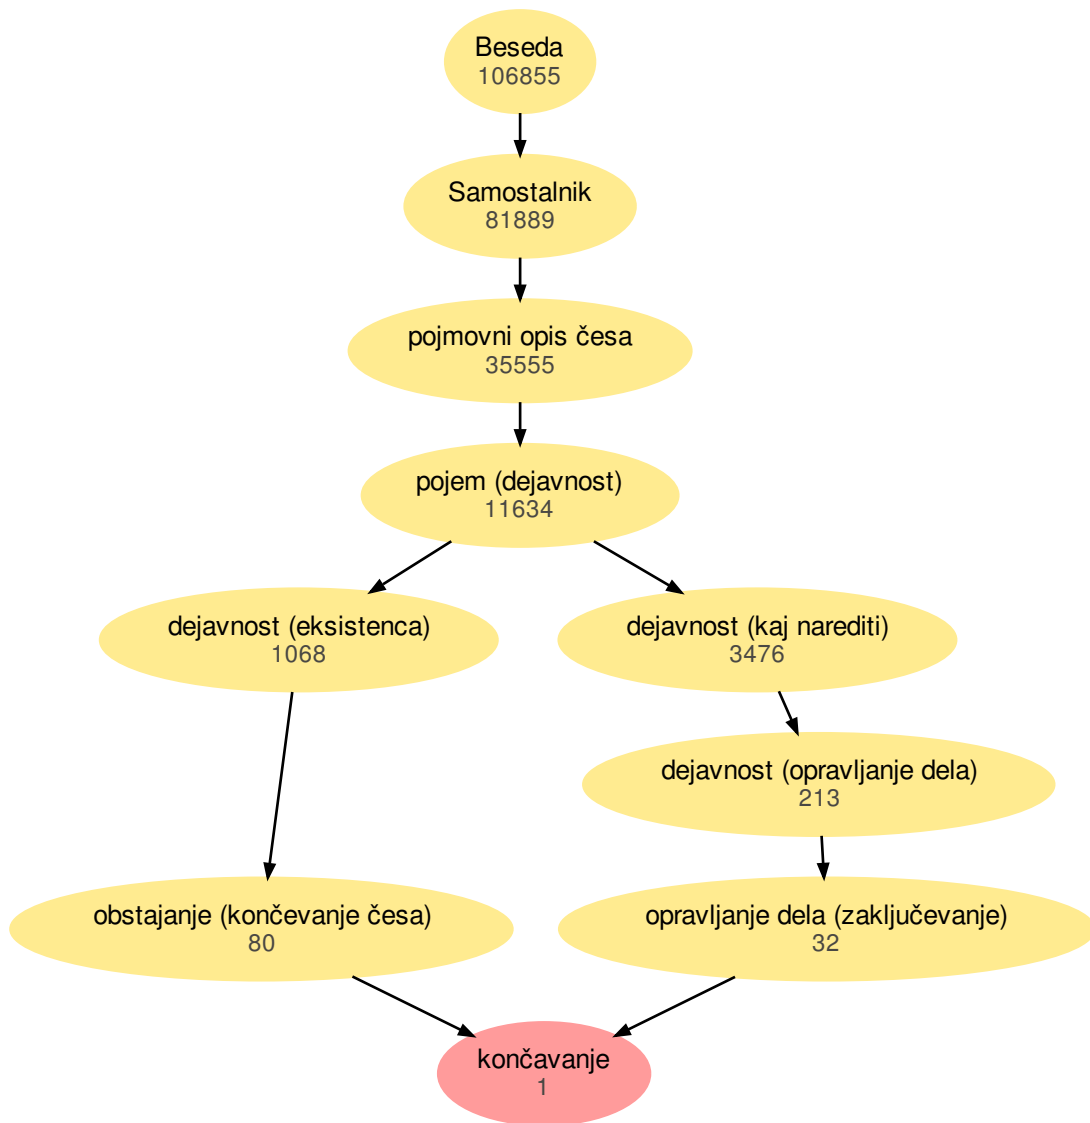 Beseda
106855
Samostalnik
81889
pojmovni opis česa
35555
pojem (dejavnost)
11634
dejavnost (eksistenca)
1068
dejavnost (kaj narediti)
3476
dejavnost (opravljanje dela)
213
obstajanje (končevanje česa)
80
opravljanje dela (zaključevanje)
32
končavanje
1